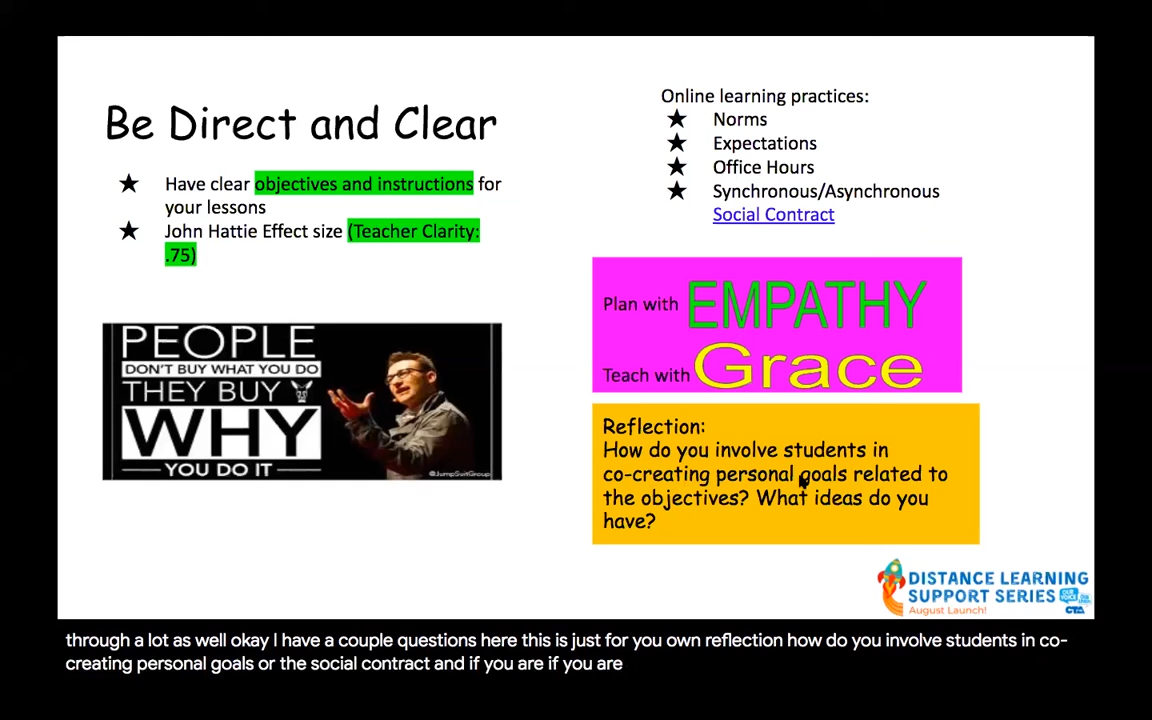 Be Direct and Clear
★ Have clear objectives and instructions for
your lessons
★ John Hattie Effect size (Teacher Clarity:
.75)
PEOPLE
DON'T BUY WHAT YOU DO
THEY BUY
WHY
YOU DO IT
@JumpSuitGroup
Online learning practices:
★ Norms
★ Expectations
★ Office Hours
★ Synchronous/Asynchronous
Social Contract
Plan with EMPATHY
Teach with Grace
Reflection:
How do you involve students in
co-creating personal goals related to
the objectives? What ideas do you
have?
DISTANCE LEARNING
SUPPORT SERIES
August Launch!
CTA
through a lot as well okay I have a couple questions here this is just for you own reflection how do you involve students in co-
creating personal goals or the social contract and if you are if you are